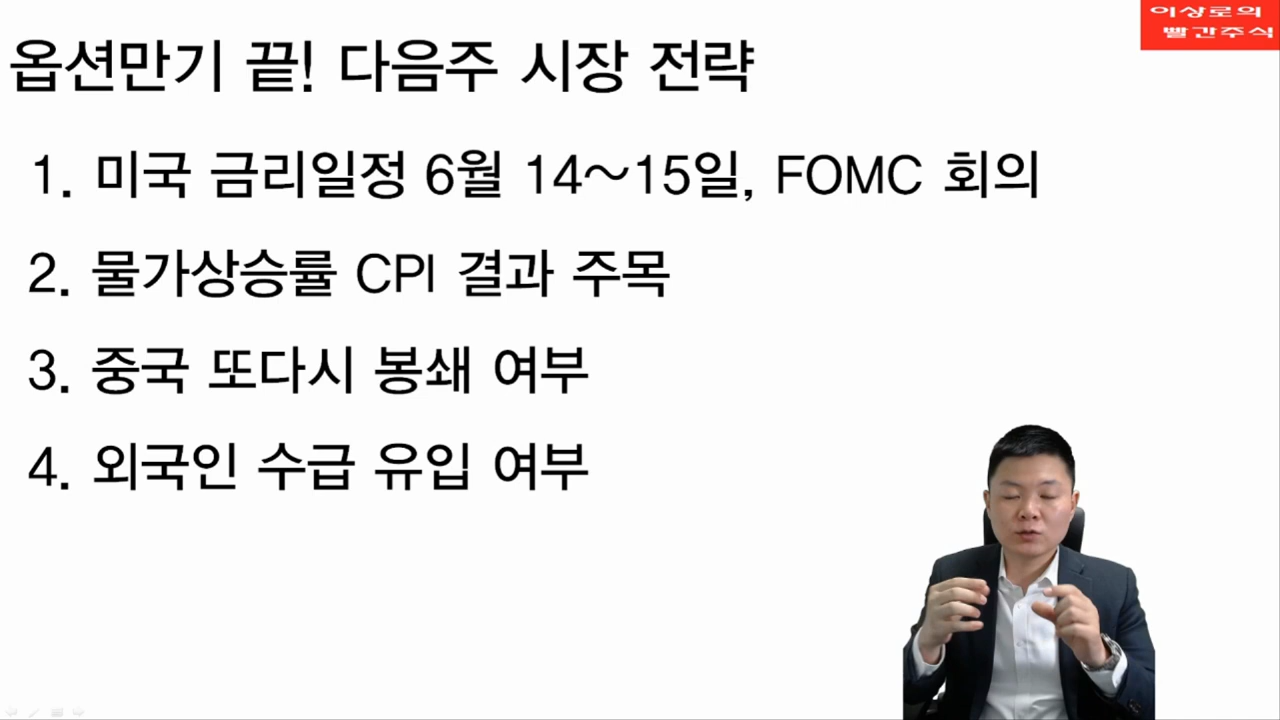 이상로의
빨간주식
옵션만기 끝! 다음주 시장 전략
1. 미국 금리일정 6월 14~15일, FOMC 회의
2. 물가상승률 CPI 결과 주목
3. 중국 또다시 봉쇄 여부
4. 외국인 수급 유입 여부